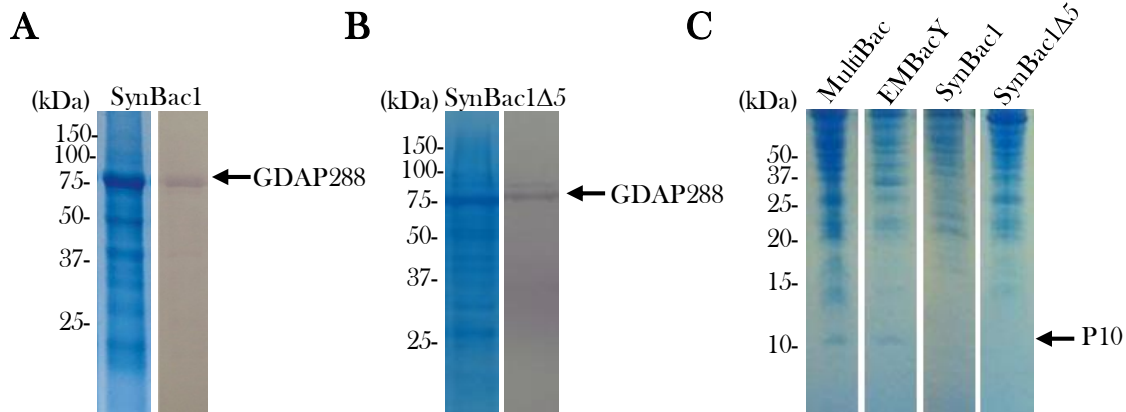 A
(kDa) SynBac1
150-
100-
75-
50-
37-
25-
GDAP288
B
(kDa) SynBac1Δ5
150-
100-
75-
50-
37-
25-
GDAP288
C
(kDa) MultiBac EMBacY SynBac1 SynBac1Δ5
50-
37-
25-
20-
15-
10-
P10